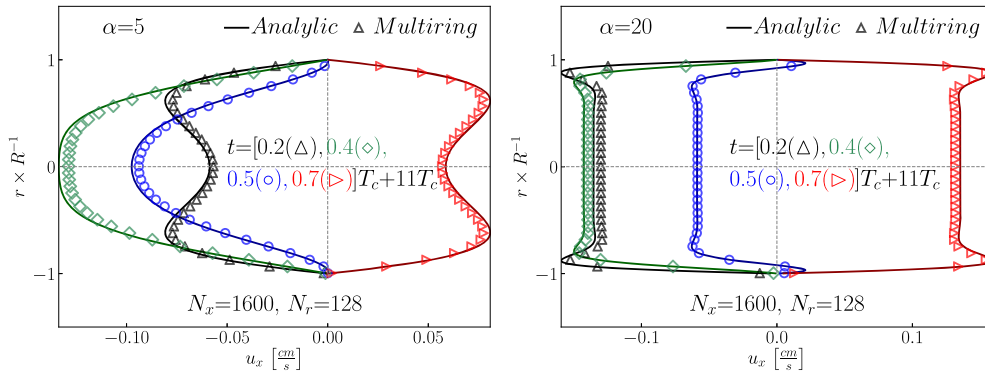 α=5 Analytic △ Multiring
1
0
−1
r × R⁻¹
t=[0.2(△), 0.4(◇),
0.5(○), 0.7(▷)]T_c+11T_c
N_x=1600, N_r=128
−0.10 −0.05 0.00 0.05
u_x [cm/s]
α=20 Analytic △ Multiring
1
0
−1
r × R⁻¹
t=[0.2(△), 0.4(◇),
0.5(○), 0.7(▷)]T_c+11T_c
N_x=1600, N_r=128
−0.1 0.0 0.1
u_x [cm/s]